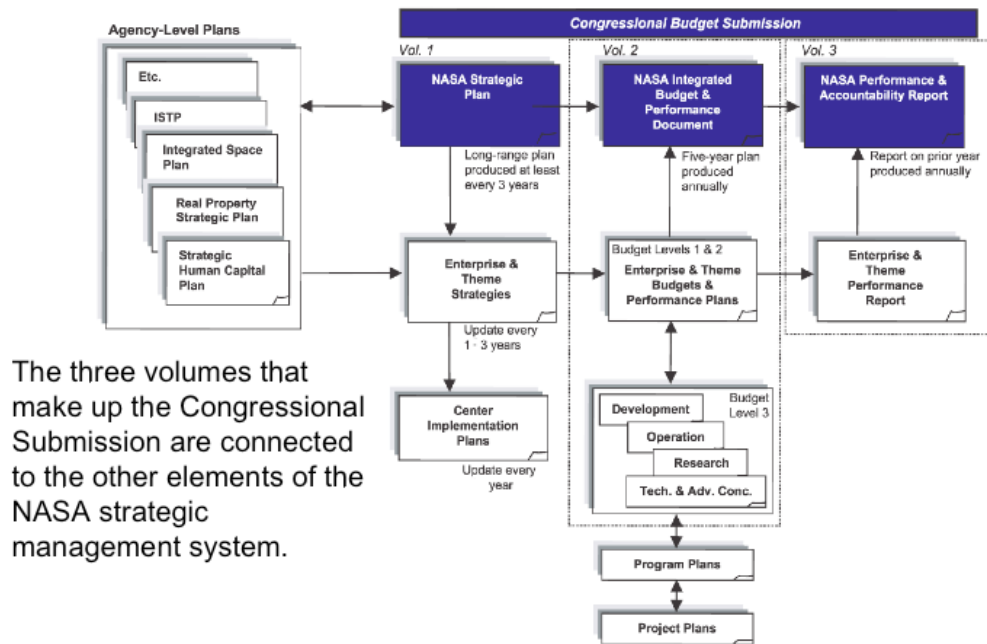 Congressional Budget Submission
Agency-Level Plans
Etc.
ISTP
Integrated Space
Plan
Real Property
Strategic Plan
Strategic
Human Capital
Plan
Vol. 1
NASA Strategic
Plan
Long-range plan
produced at least
every 3 years
Enterprise &
Theme
Strategies
Update every
1 - 3 years
Center
Implementation
Plans
Update every
year
Vol. 2
NASA Integrated
Budget &
Performance
Document
Five-year plan
produced
annually
Budget Levels 1 & 2
Enterprise & Theme
Budgets &
Performance Plans
Budget
Level 3
Development
Operation
Research
Tech. & Adv. Conc.
Program Plans
Project Plans
Vol. 3
NASA Performance &
Accountability Report
Report on prior year
produced annually
Enterprise &
Theme
Performance
Report
The three volumes that
make up the Congressional
Submission are connected
to the other elements of the
NASA strategic
management system.